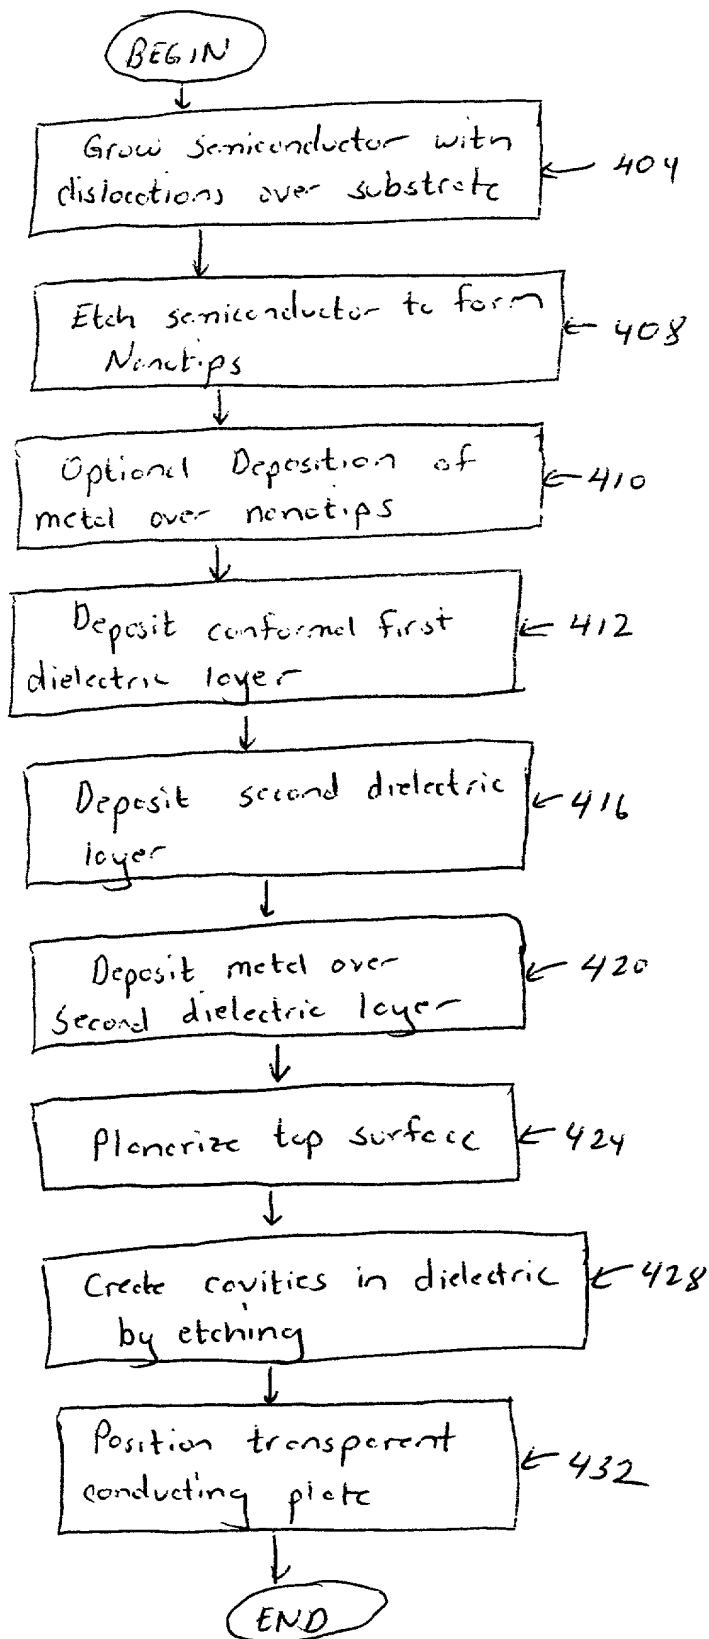 BEGIN
Grow semiconductor with
dislocations over substrate
404
Etch semiconductor to form
Nanotips
408
Optional Deposition of
metal over nanotips
410
Deposit conformal first
dielectric layer
412
Deposit second dielectric
layer
416
Deposit metal over
second dielectric layer
420
Planarize top surface
424
Create cavities in dielectric
by etching
428
Position transparent
conducting plate
432
END